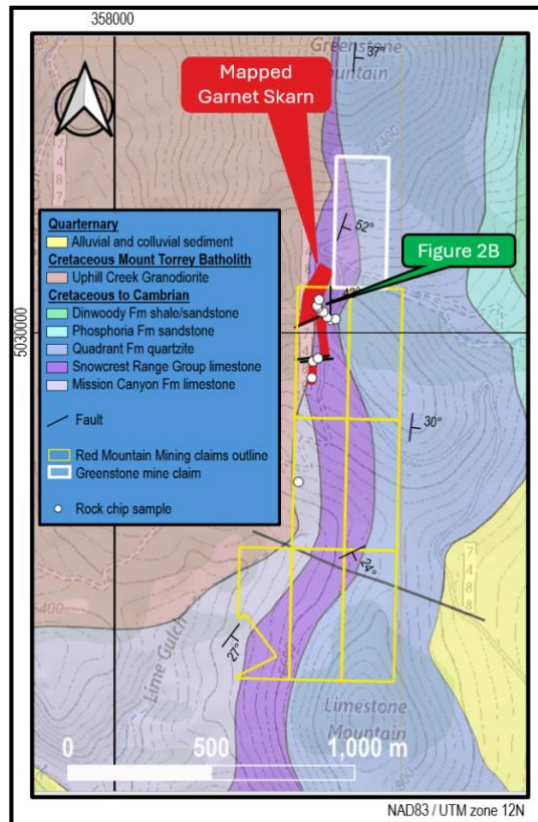 358000
5030000
Greenstone
Mountain
37°
Mapped
Garnet Skarn
52°
Figure 2B
Quarternary
Alluvial and colluvial sediment
Cretaceous Mount Torrey Batholith
Uphill Creek Granodiorite
Cretaceous to Cambrian
Dinwoody Fm shale/sandstone
Phosphoria Fm sandstone
Quadrant Fm quartzite
Snowcrest Range Group limestone
Mission Canyon Fm limestone
Fault
Red Mountain Mining claims outline
Greenstone mine claim
Rock chip sample
30°
24°
27°
7488
Lime Gulch
Limestone
Mountain
0 500 1,000 m
NAD83 / UTM zone 12N